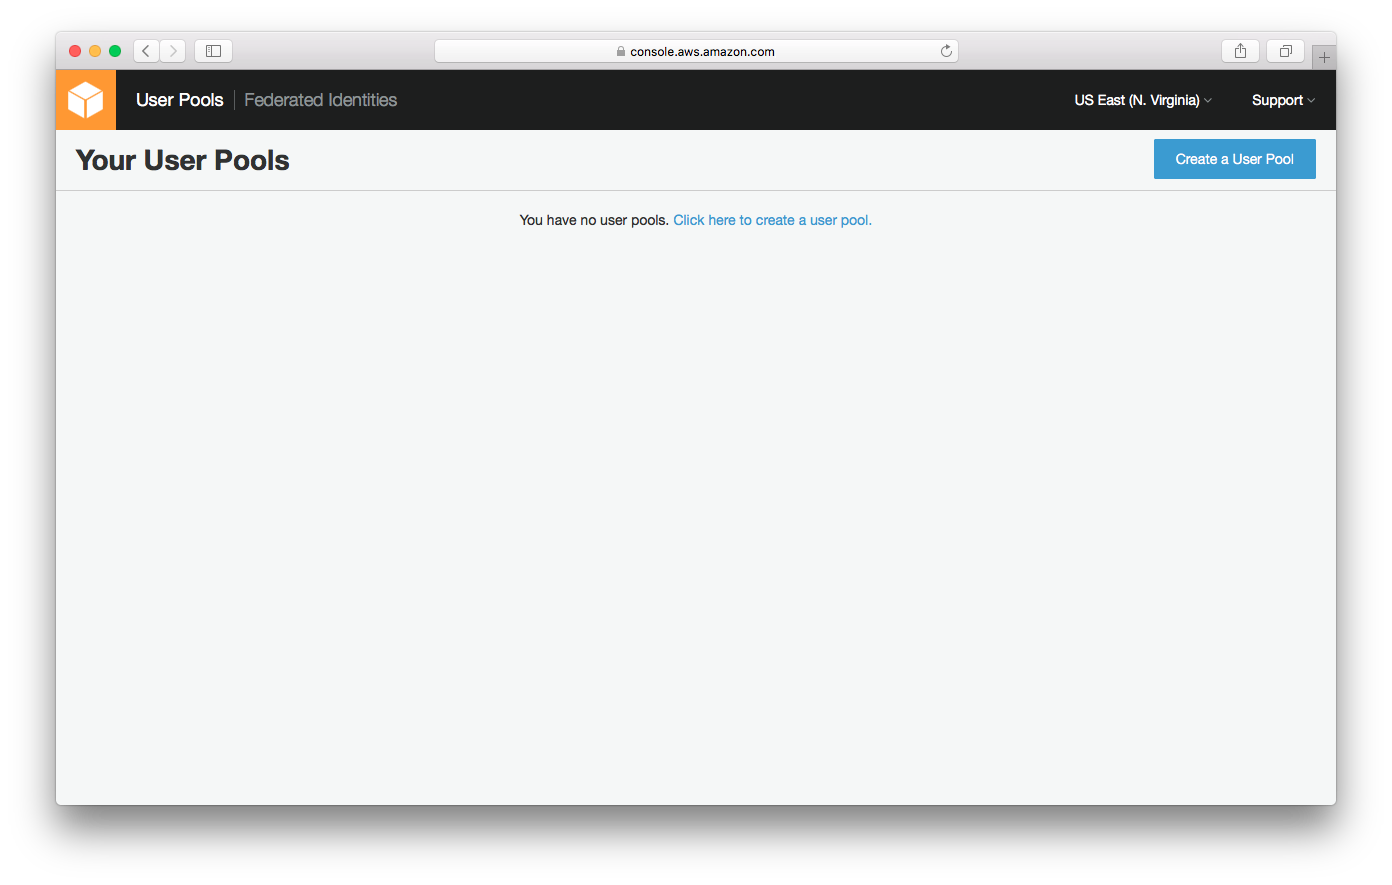 console.aws.amazon.com
User Pools Federated Identities US East (N. Virginia) Support
Your User Pools Create a User Pool
You have no user pools. Click here to create a user pool.